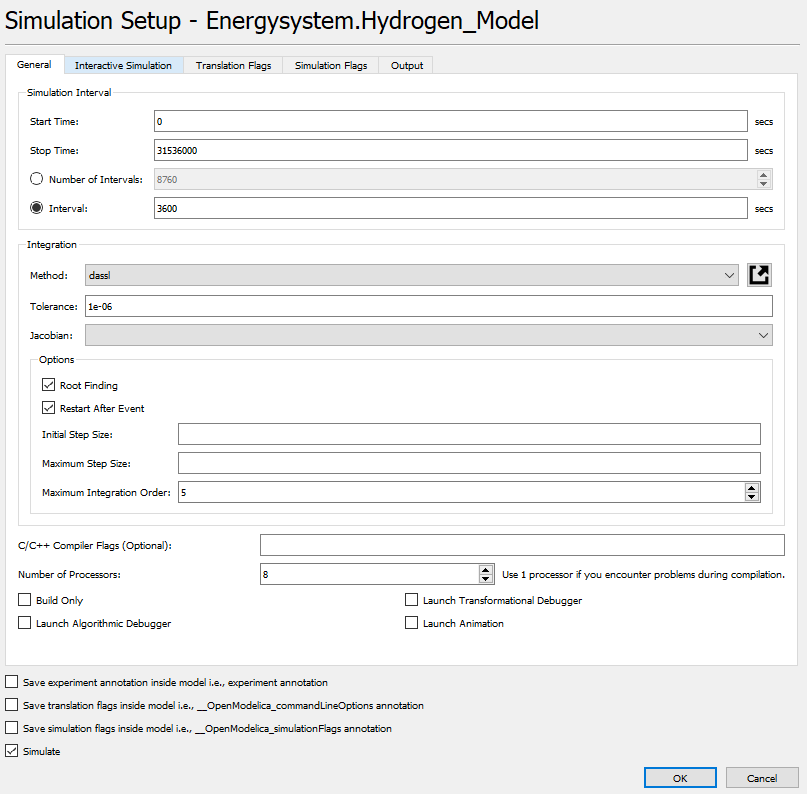 Simulation Setup - Energysystem.Hydrogen_Model
General Interactive Simulation Translation Flags Simulation Flags Output
Simulation Interval
Start Time: 0 secs
Stop Time: 31536000 secs
Number of Intervals: 8760
Interval: 3600 secs
Integration
Method: dassl
Tolerance: 1e-06
Jacobian:
Options
Root Finding
Restart After Event
Initial Step Size:
Maximum Step Size:
Maximum Integration Order: 5
C/C++ Compiler Flags (Optional):
Number of Processors: 8 Use 1 processor if you encounter problems during compilation.
Build Only Launch Transformational Debugger
Launch Algorithmic Debugger Launch Animation
Save experiment annotation inside model i.e., experiment annotation
Save translation flags inside model i.e., __OpenModelica_commandLineOptions annotation
Save simulation flags inside model i.e., __OpenModelica_simulationFlags annotation
Simulate
OK Cancel